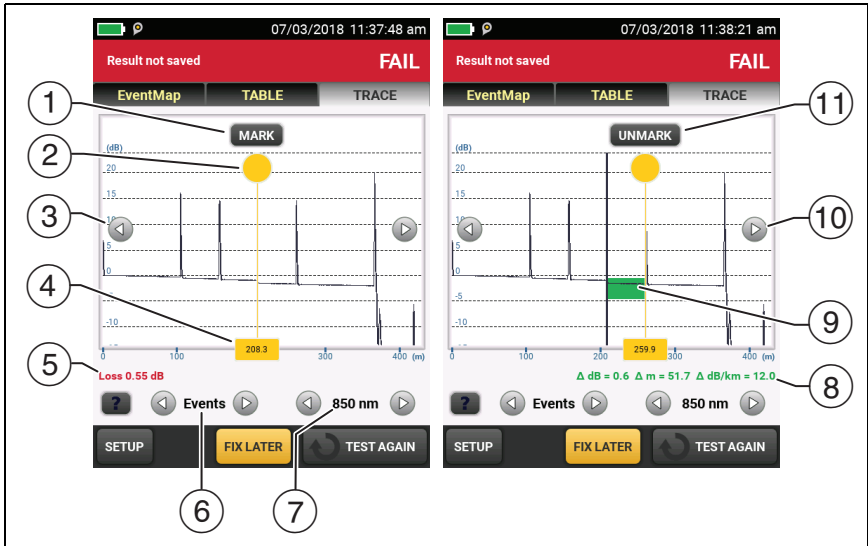 07/03/2018 11:37:48 am
Result not saved FAIL
EventMap TABLE TRACE
MARK
(dB)
20
15
10
5
0
-5
-10
208.3
0 100 300 400 (m)
Loss 0.55 dB
? Events 850 nm
SETUP FIX LATER TEST AGAIN
1
2
3
4
5
6
7
07/03/2018 11:38:21 am
Result not saved FAIL
EventMap TABLE TRACE
UNMARK
(dB)
20
15
10
5
0
-5
-10
259.9
0 100 300 400 (m)
Δ dB = 0.6 Δ m = 51.7 Δ dB/km = 12.0
? Events 850 nm
SETUP FIX LATER TEST AGAIN
11
10
9
8